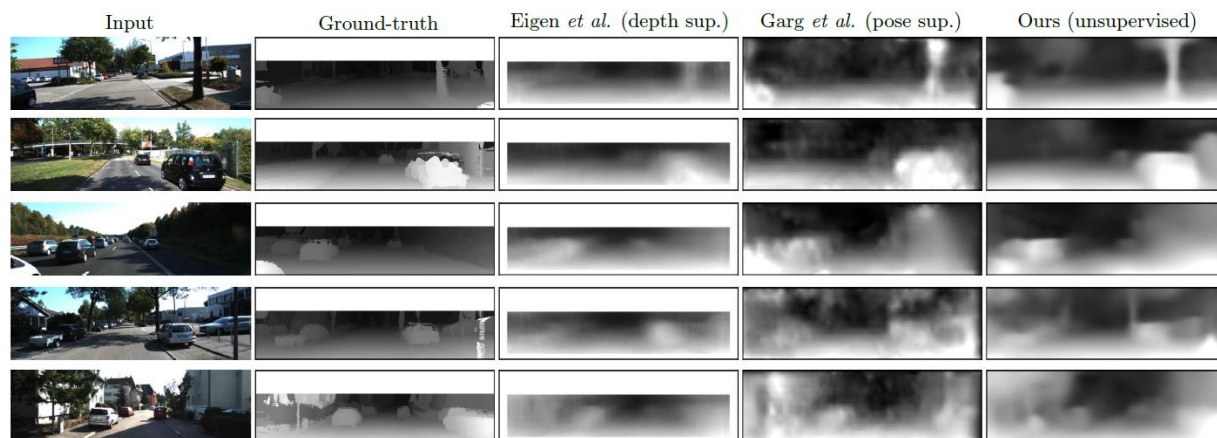 Input Ground-truth Eigen et al. (depth sup.) Garg et al. (pose sup.) Ours (unsupervised)